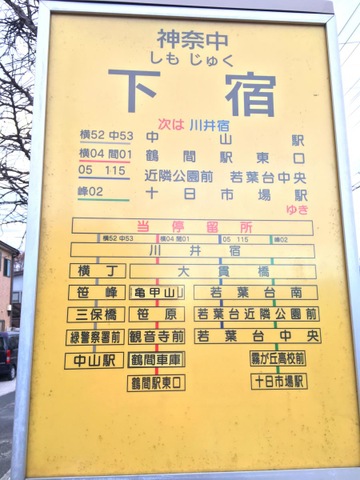 神奈中
しもじゅく
下宿
次は 川井宿
横52 中53 中山駅
横04 間01 鶴間駅東口
05 115 近隣公園前 若葉台中央
峰02 十日市場駅
ゆき
当停留所
横52 中53 横04 間01 05 115 峰02
川井宿
横丁 大貫橋
笹峰 亀甲山 若葉台南
三保橋 笹原 若葉台近隣公園前
緑警察署前 観音寺前 若葉台中央
中山駅 鶴間車庫 霧が丘高校前
鶴間駅東口 十日市場駅